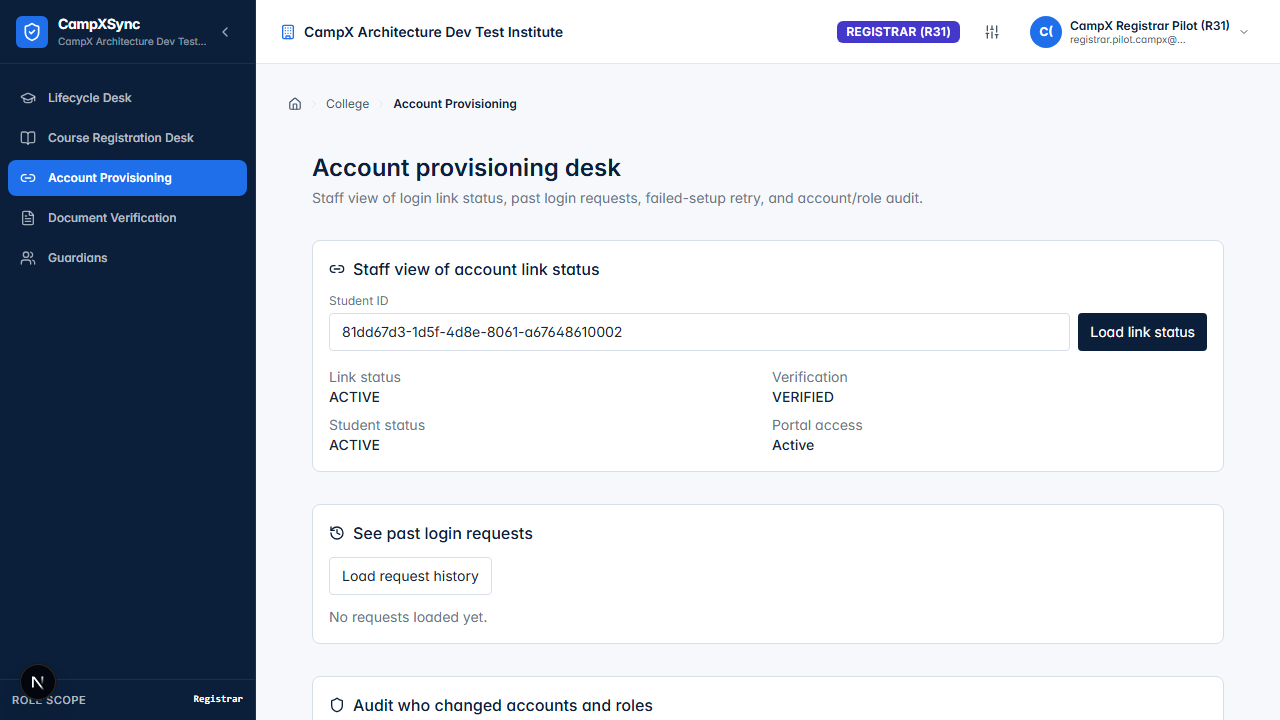 CampXSync
CampX Architecture Dev Test...
Lifecycle Desk
Course Registration Desk
Account Provisioning
Document Verification
Guardians
N
ROLE SCOPE
Registrar
CampX Architecture Dev Test Institute
REGISTRAR (R31)
C(
CampX Registrar Pilot (R31)
registrar.pilot.campx@...
College
Account Provisioning
Account provisioning desk
Staff view of login link status, past login requests, failed-setup retry, and account/role audit.
Staff view of account link status
Student ID
81dd67d3-1d5f-4d8e-8061-a67648610002
Load link status
Link status
ACTIVE
Verification
VERIFIED
Student status
ACTIVE
Portal access
Active
See past login requests
Load request history
No requests loaded yet.
Audit who changed accounts and roles